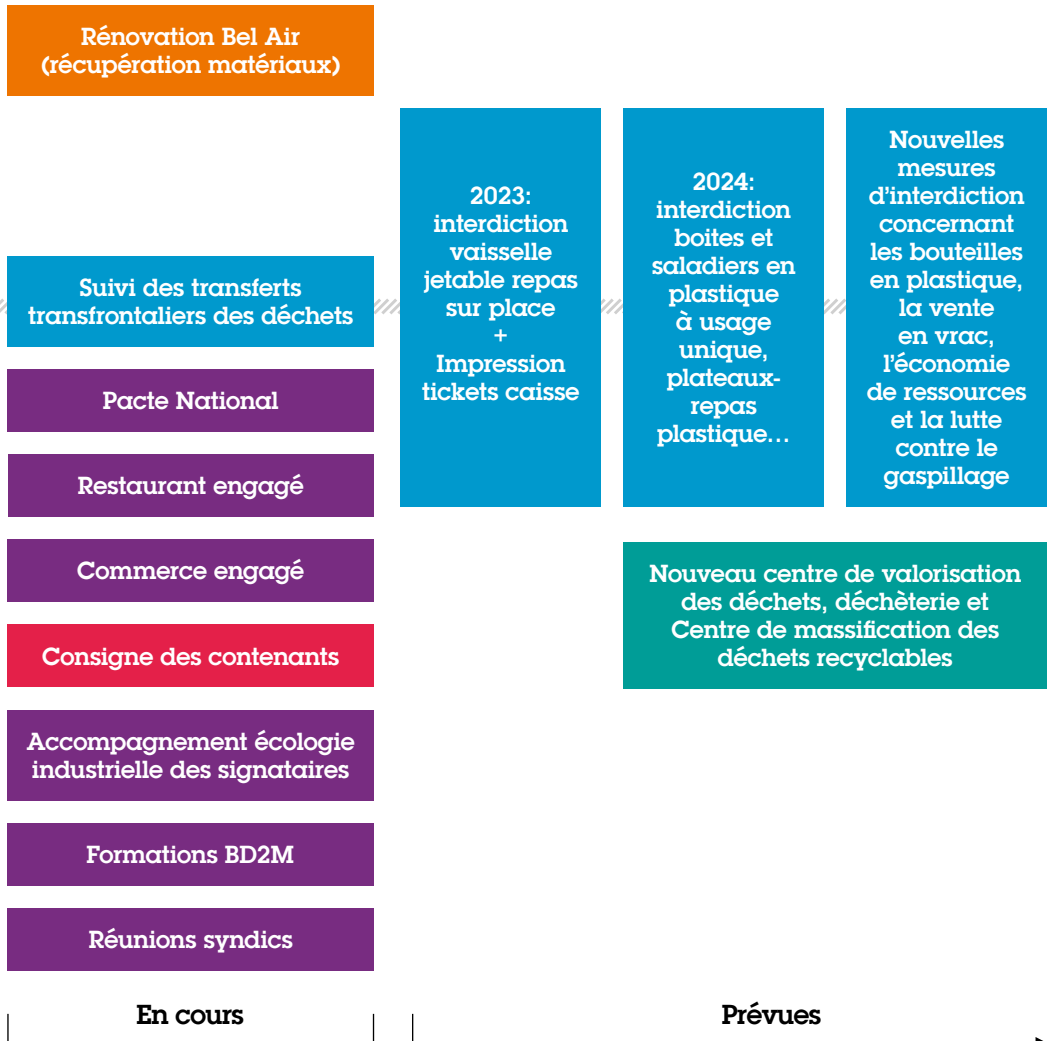 Rénovation Bel Air
(récupération matériaux)
Suivi des transferts
transfrontaliers des déchets
Pacte National
Restaurant engagé
Commerce engagé
Consigne des contenants
Accompagnement écologie
industrielle des signataires
Formations BD2M
Réunions syndics
En cours
2023:
interdiction
vaisselle
jetable repas
sur place
+
Impression
tickets caisse
2024:
interdiction
boites et
saladiers en
plastique
à usage
unique,
plateaux-
repas
plastique…
Nouvelles
mesures
d'interdiction
concernant
les bouteilles
en plastique,
la vente
en vrac,
l'économie
de ressources
et la lutte
contre le
gaspillage
Nouveau centre de valorisation
des déchets, déchèterie et
Centre de massification des
déchets recyclables
Prévues